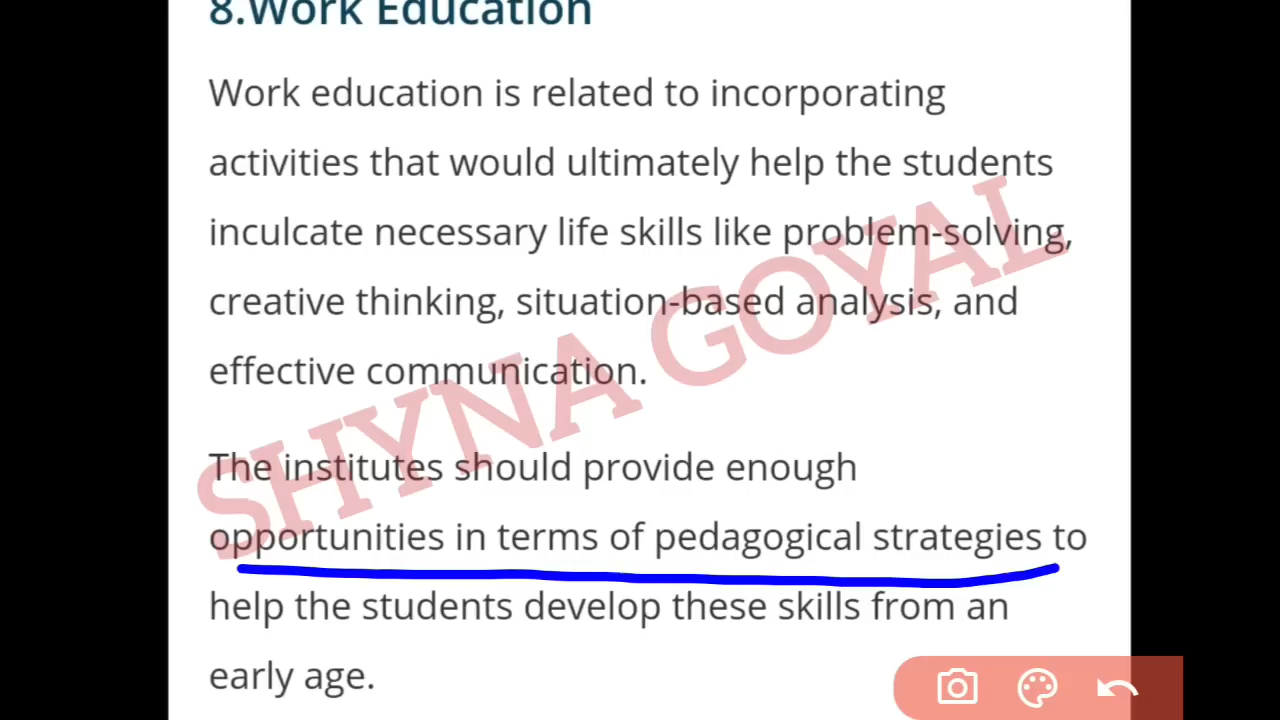 8.Work Education
Work education is related to incorporating
activities that would ultimately help the students
inculcate necessary life skills like problem-solving,
creative thinking, situation-based analysis, and
effective communication.
SHYNA GOYAL
The institutes should provide enough
opportunities in terms of pedagogical strategies to
help the students develop these skills from an
early age.